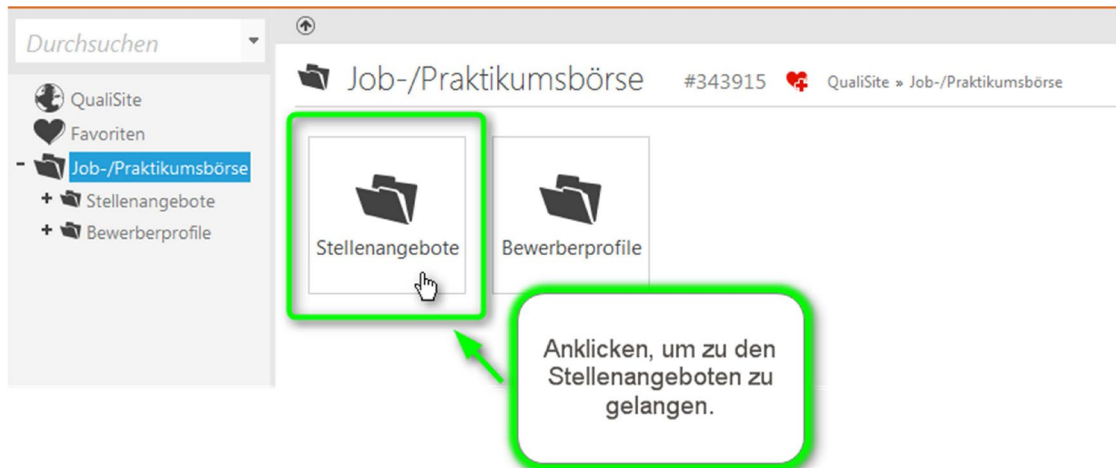 Durchsuchen
QualiSite
Favoriten
Job-/Praktikumsbörse
Stellenangebote
Bewerberprofile
Job-/Praktikumsbörse #343915 QualiSite » Job-/Praktikumsbörse
Stellenangebote Bewerberprofile
Anklicken, um zu den
Stellenangeboten zu
gelangen.